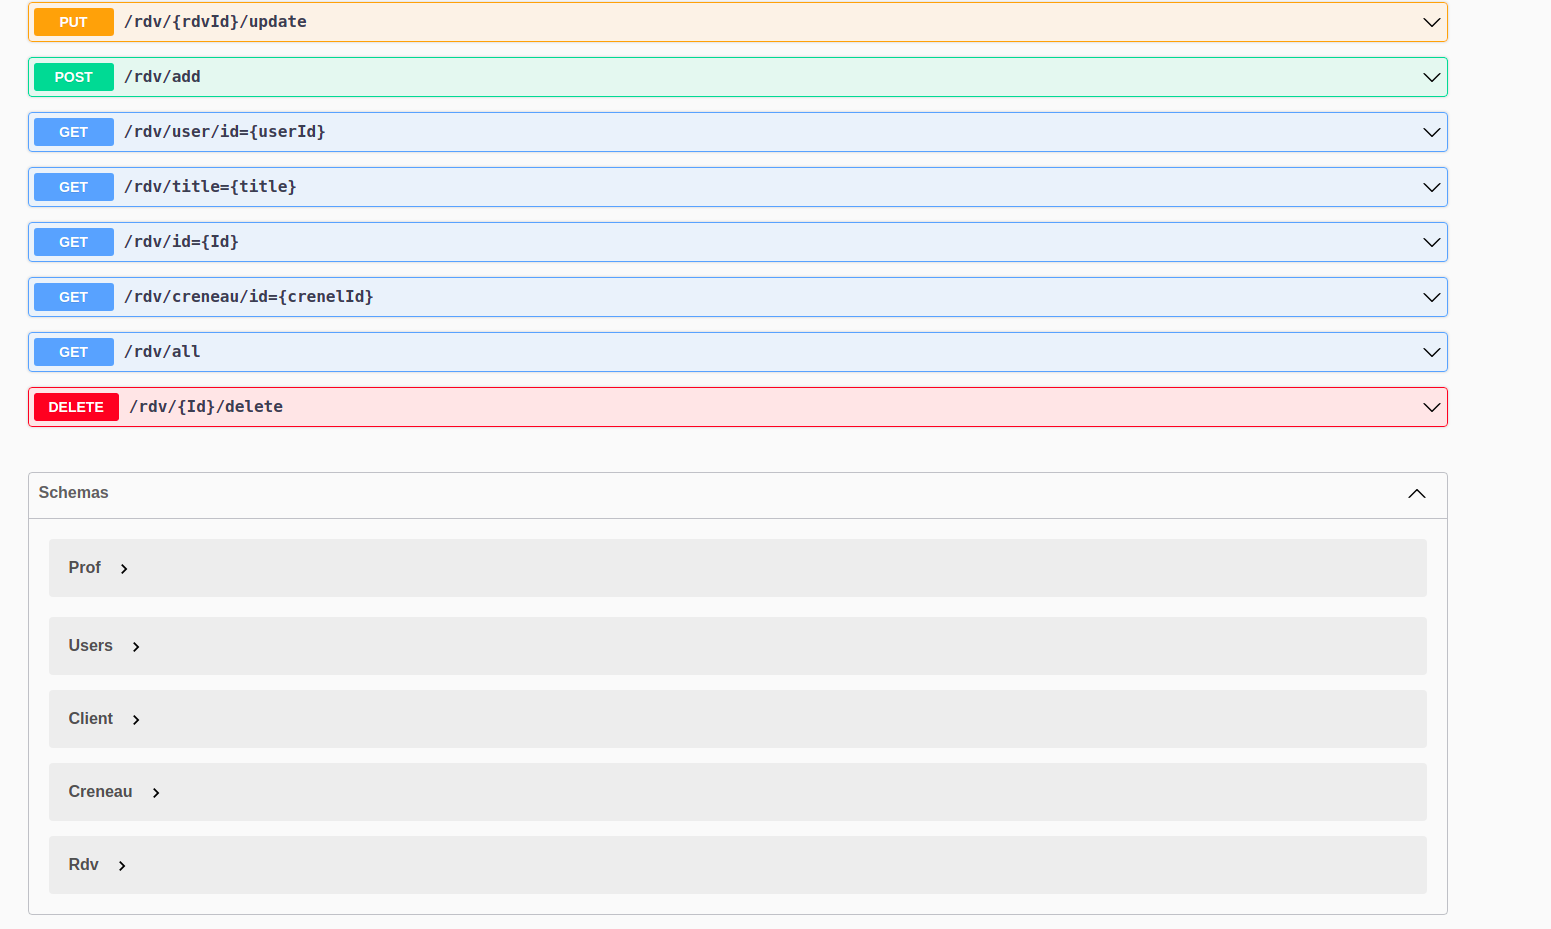 PUT /rdv/{rdvId}/update
POST /rdv/add
GET /rdv/user/id={userId}
GET /rdv/title={title}
GET /rdv/id={Id}
GET /rdv/creneau/id={crenelId}
GET /rdv/all
DELETE /rdv/{Id}/delete
Schemas
Prof
Users
Client
Creneau
Rdv